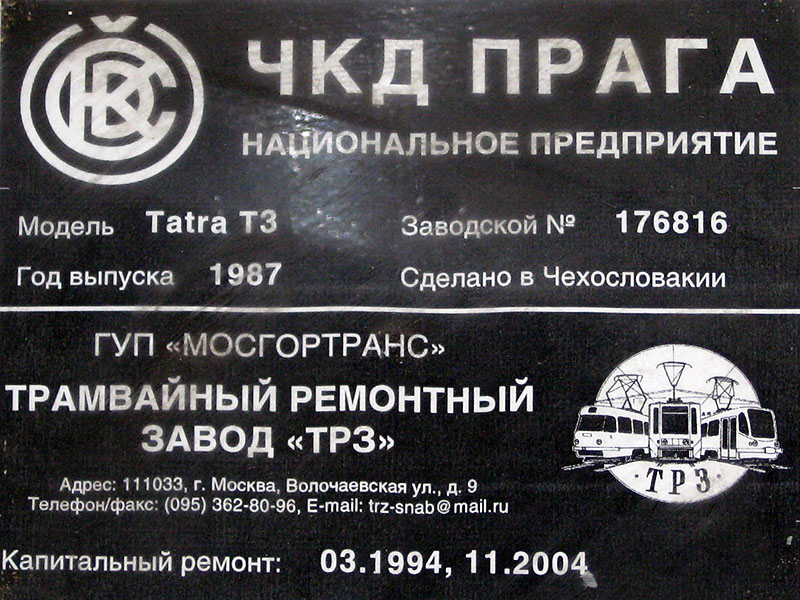 ČKD
ЧКД ПРАГА
НАЦИОНАЛЬНОЕ ПРЕДПРИЯТИЕ
Модель Tatra T3 Заводской № 176816
Год выпуска 1987 Сделано в Чехословакии
ГУП «МОСГОРТРАНС»
ТРАМВАЙНЫЙ РЕМОНТНЫЙ
ЗАВОД «ТРЗ»
Адрес: 111033, г. Москва, Волочаевская ул., д. 9
Телефон/факс: (095) 362-80-96, E-mail: trz-snab@mail.ru
·ТРЗ·
Капитальный ремонт: 03.1994, 11.2004